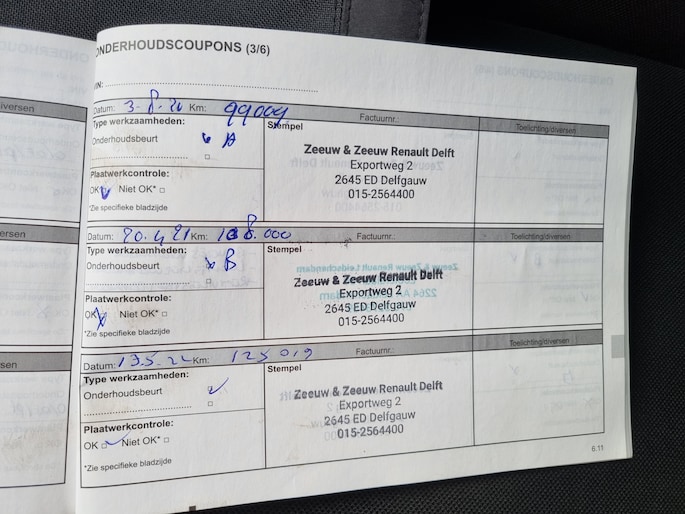 ONDERHOUDSCOUPONS (3/6)
VIN:
Datum: 3-8-20 Km: 99009 Factuurnr.: Toelichting/diversen
Type werkzaamheden: Stempel
Onderhoudsbeurt A
Zeeuw & Zeeuw Renault Delft
Exportweg 2
2645 ED Delfgauw
015-2564400
Plaatwerkcontrole:
OK Niet OK*
*Zie specifieke bladzijde
Datum: 20.4.21 Km: 108.000 Factuurnr.: Toelichting/diversen
Type werkzaamheden: Stempel
Onderhoudsbeurt B
Zeeuw & Zeeuw Renault Delft
Exportweg 2
2645 ED Delfgauw
015-2564400
Plaatwerkcontrole:
OK Niet OK*
*Zie specifieke bladzijde
Datum: 13.5.22 Km: 125019 Factuurnr.: Toelichting/diversen
Type werkzaamheden: Stempel
Onderhoudsbeurt
Zeeuw & Zeeuw Renault Delft
Exportweg 2
2645 ED Delfgauw
015-2564400
Plaatwerkcontrole:
OK Niet OK*
*Zie specifieke bladzijde
6.11